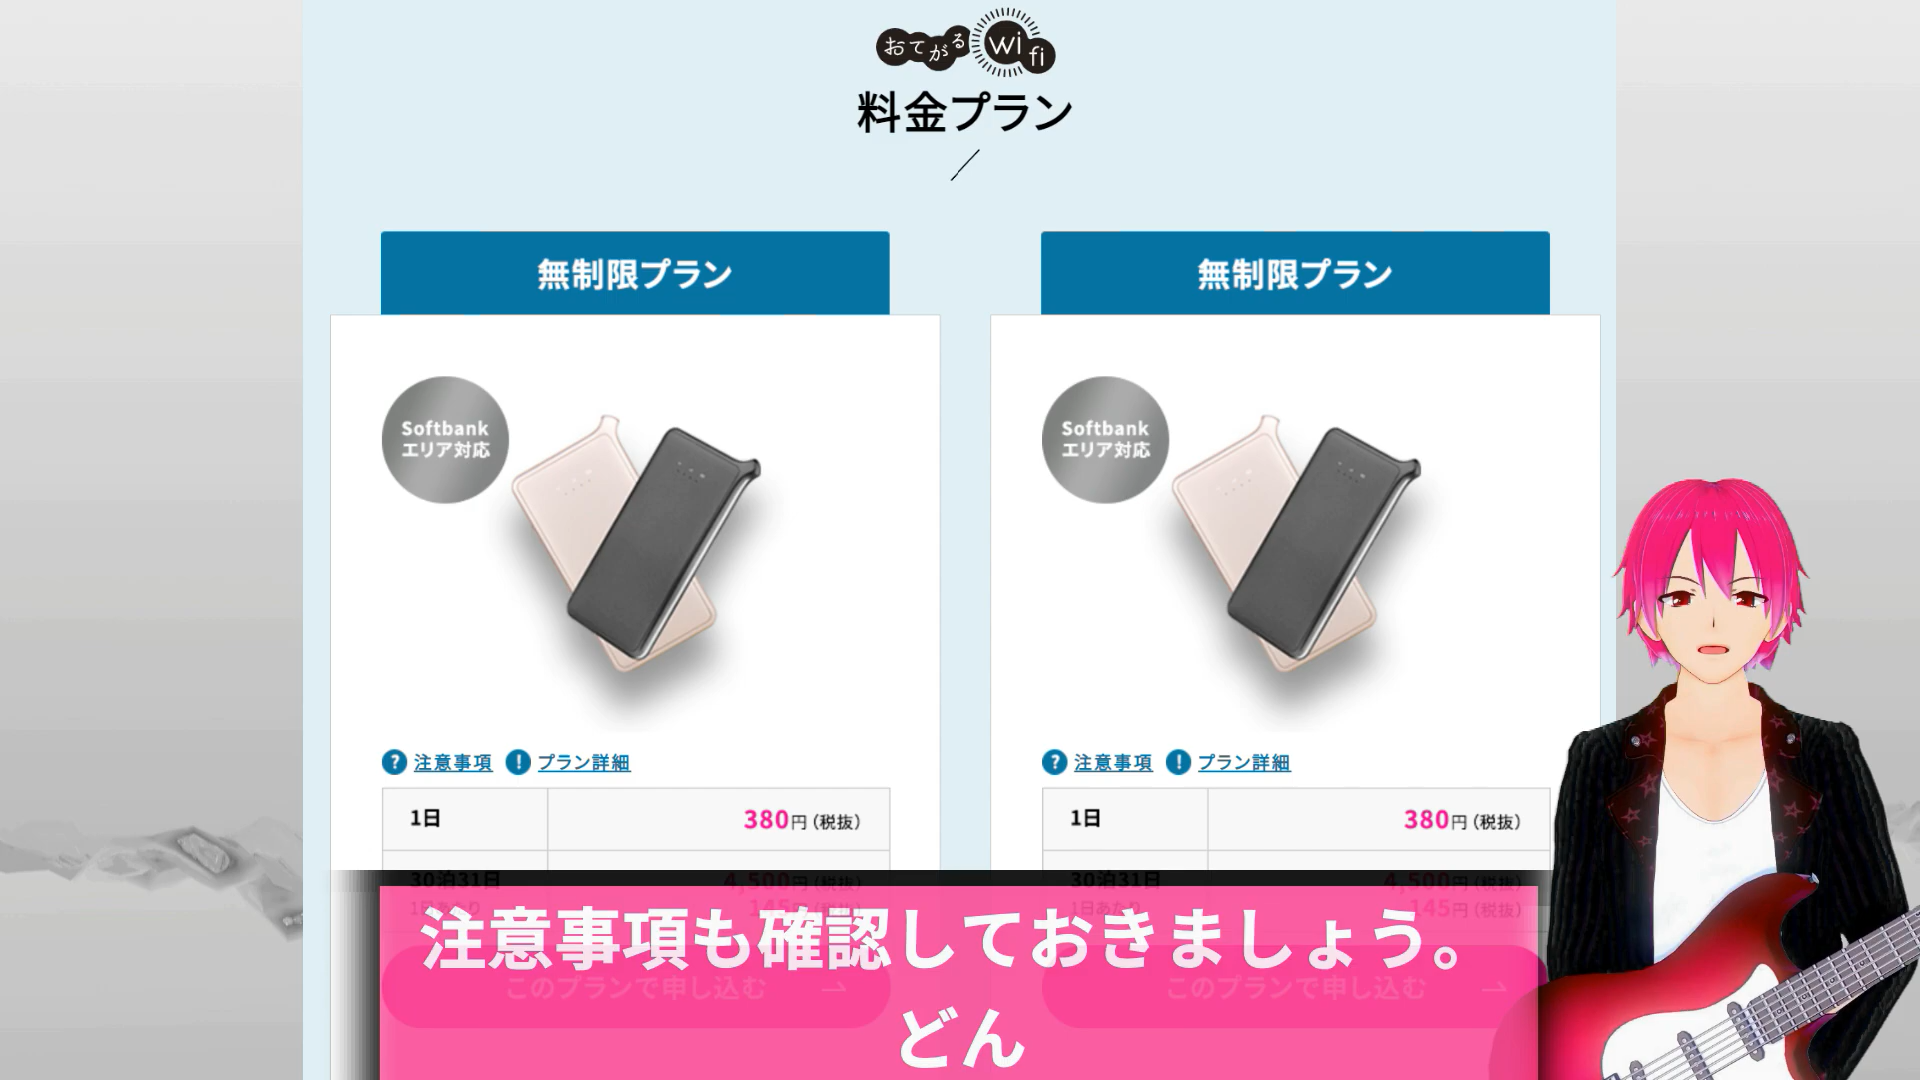 おてがる Wi fi
料金プラン
無制限プラン
Softbank
エリア対応
? 注意事項 ! プラン詳細
1日 380円（税抜）
30泊31日 4,500円（税抜）
1日あたり 145円（税抜）
このプランで申し込む →
無制限プラン
Softbank
エリア対応
? 注意事項 ! プラン詳細
1日 380円（税抜）
30泊31日 4,500円（税抜）
1日あたり 145円（税抜）
このプランで申し込む →
注意事項も確認しておきましょう。
どん